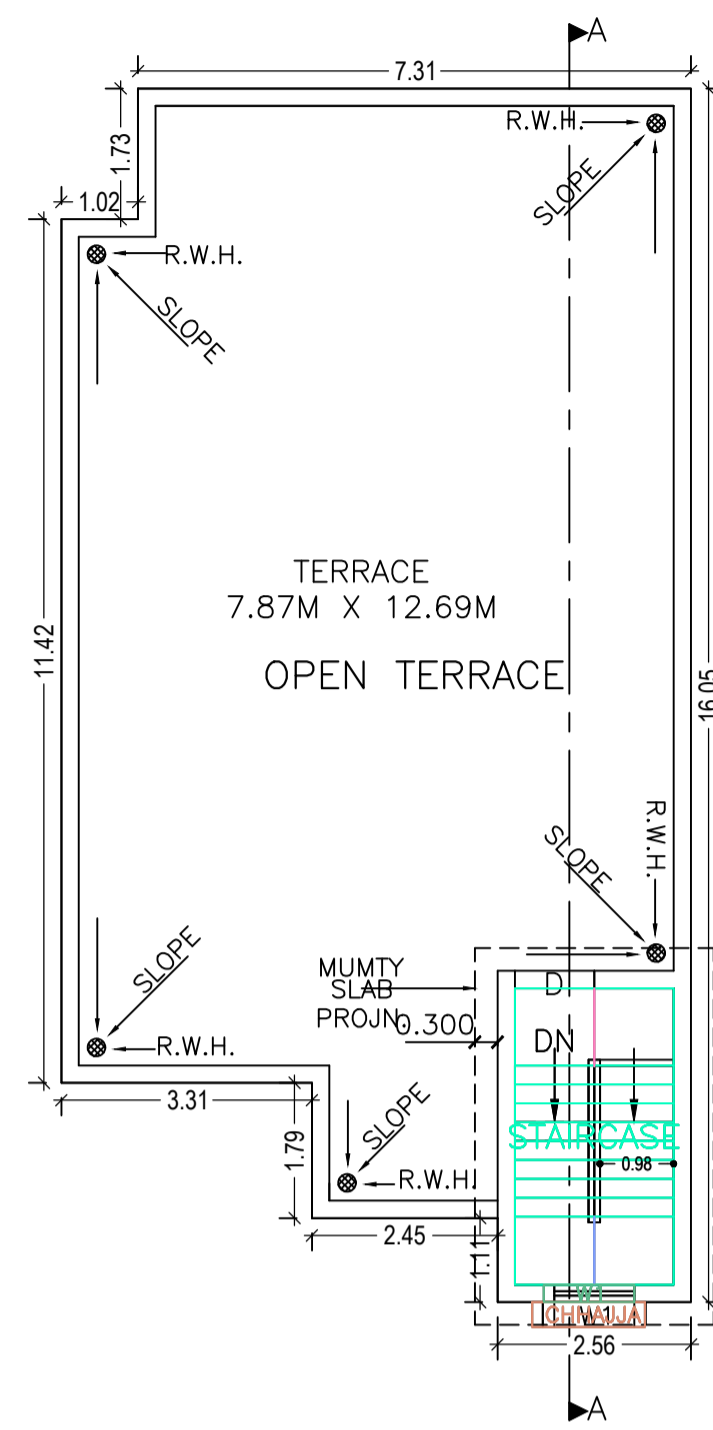 A
7.31
R.W.H.
1.73
SLOPE
1.02
R.W.H.
SLOPE
TERRACE
7.87M X 12.69M
OPEN TERRACE
11.42
16.05
R.W.H.
SLOPE
SLOPE
MUMTY
SLAB
PROJN.
0.300
D
DN
R.W.H.
STAIRCASE
0.98
3.31
SLOPE
1.79
R.W.H.
2.45
1.11
W1
CHHAJJA
W1
2.56
A